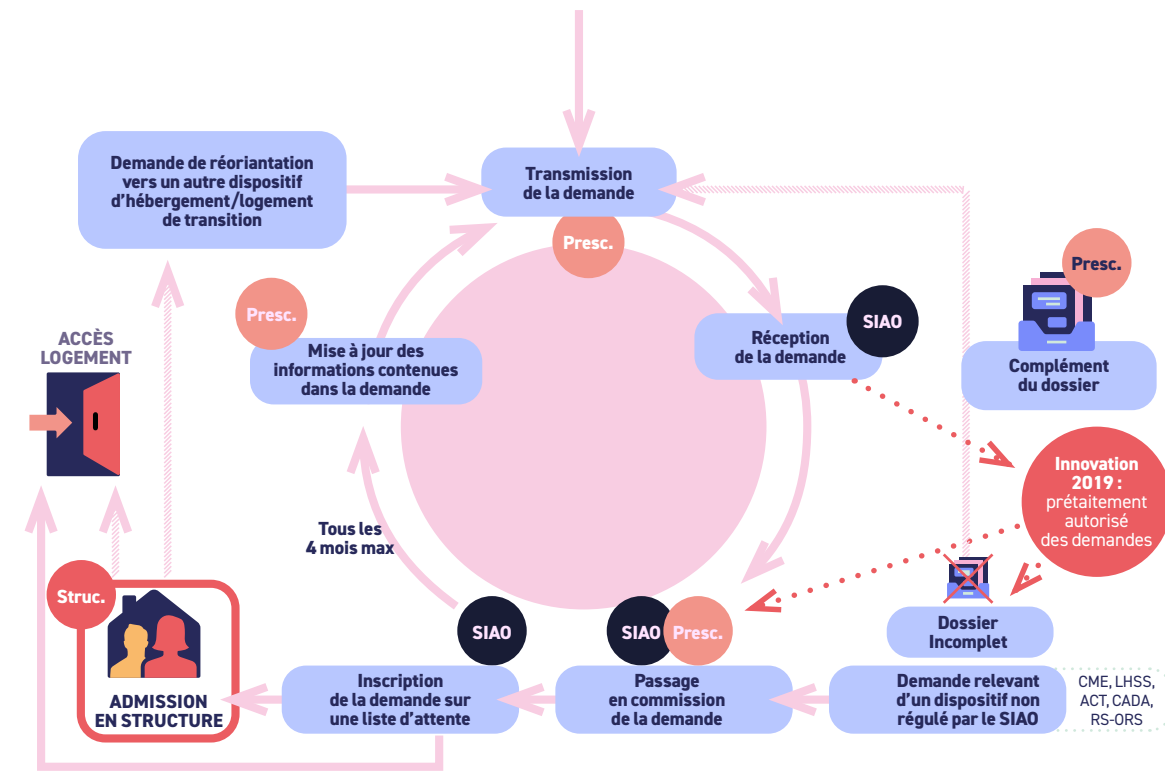 Demande de réoriantation
vers un autre dispositif
d'hébergement/logement
de transition
Transmission
de la demande
Presc.
Presc.
Mise à jour des
informations contenues
dans la demande
Réception
de la demande
SIAO
Presc.
Complément
du dossier
ACCÈS
LOGEMENT
Innovation
2019 :
prétaitement
autorisé
des demandes
Tous les
4 mois max
Dossier
Incomplet
Struc.
ADMISSION
EN STRUCTURE
SIAO
Inscription
de la demande sur
une liste d'attente
SIAO
Presc.
Passage
en commission
de la demande
Demande relevant
d'un dispositif non
régulé par le SIAO
CME, LHSS,
ACT, CADA,
RS-ORS